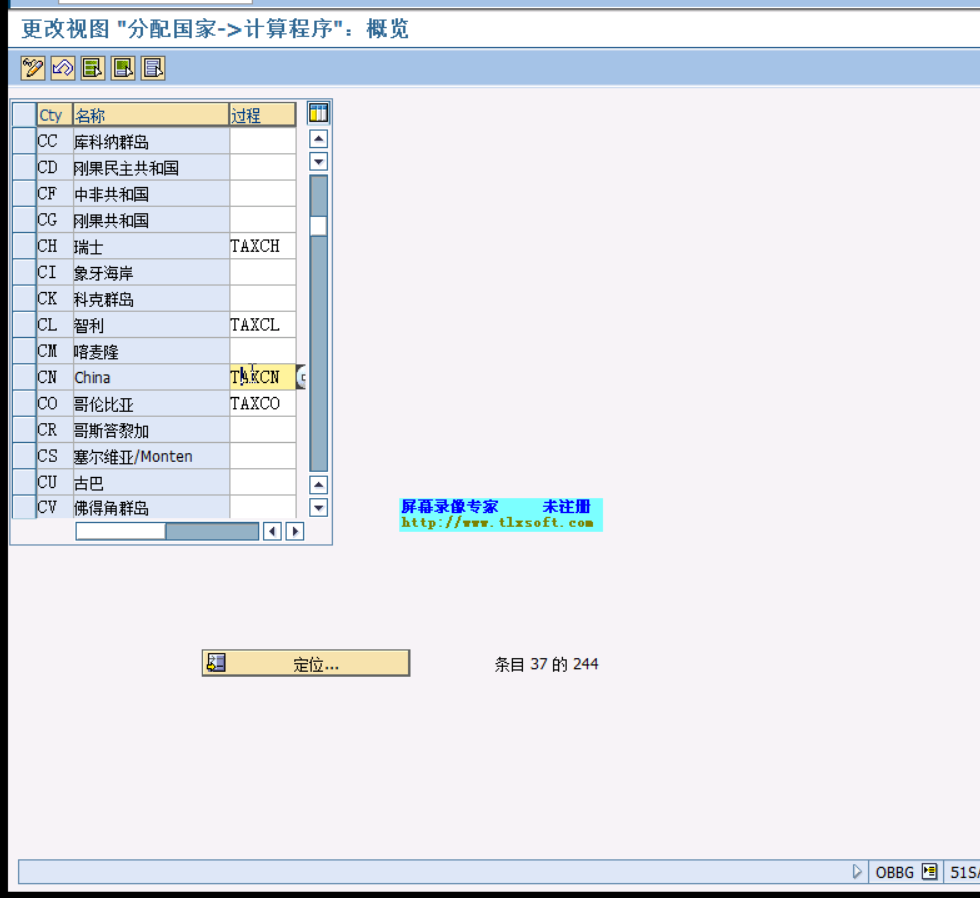 更改视图 "分配国家->计算程序": 概览
Cty 名称 过程
CC 库科纳群岛
CD 刚果民主共和国
CF 中非共和国
CG 刚果共和国
CH 瑞士 TAXCH
CI 象牙海岸
CK 科克群岛
CL 智利 TAXCL
CM 喀麦隆
CN China TAXCN
CO 哥伦比亚 TAXCO
CR 哥斯答黎加
CS 塞尔维亚/Monten
CU 古巴
CV 佛得角群岛
屏幕录像专家 未注册
http://www.tlxsoft.com
定位... 条目 37 的 244
OBBG 51SA